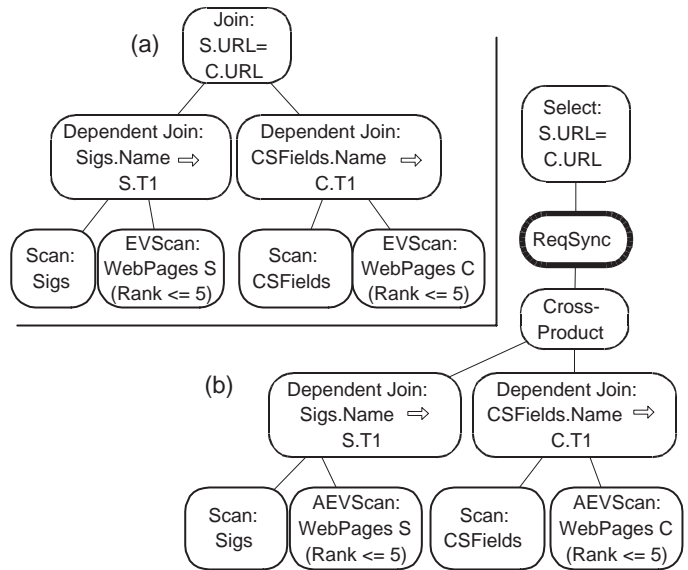 (a)
Join:
S.URL=
C.URL
Dependent Join:
Sigs.Name ⇨
S.T1
Dependent Join:
CSFields.Name ⇨
C.T1
Scan:
Sigs
EVScan:
WebPages S
(Rank <= 5)
Scan:
CSFields
EVScan:
WebPages C
(Rank <= 5)
(b)
Select:
S.URL=
C.URL
ReqSync
Cross-
Product
Dependent Join:
Sigs.Name ⇨
S.T1
Dependent Join:
CSFields.Name ⇨
C.T1
Scan:
Sigs
AEVScan:
WebPages S
(Rank <= 5)
Scan:
CSFields
AEVScan:
WebPages C
(Rank <= 5)